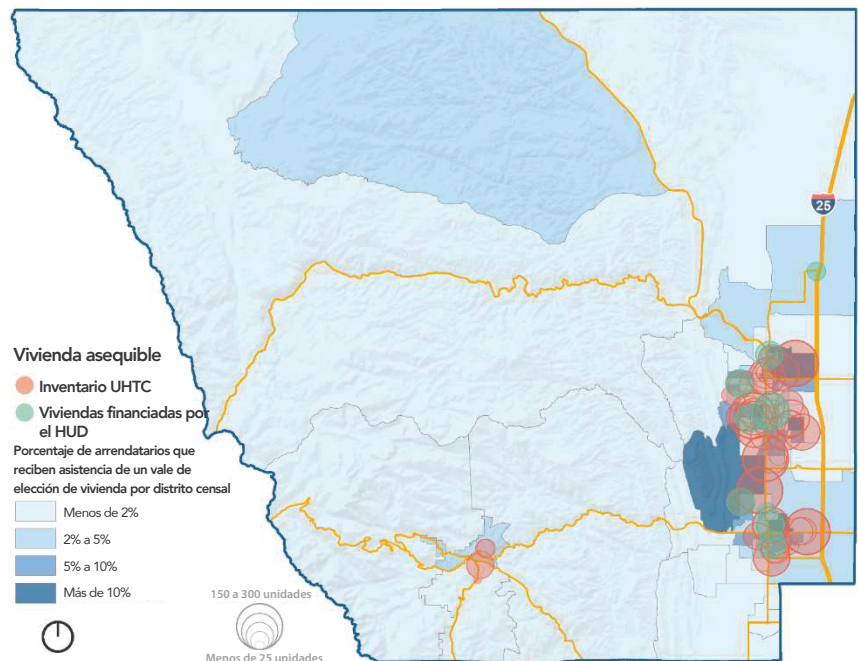 25
Vivienda asequible
Inventario UHTC
Viviendas financiadas por
el HUD
Porcentaje de arrendatarios que
reciben asistencia de un vale de
elección de vivienda por distrito censal
Menos de 2%
2% a 5%
5% a 10%
Más de 10%
150 a 300 unidades
Menos de 25 unidades